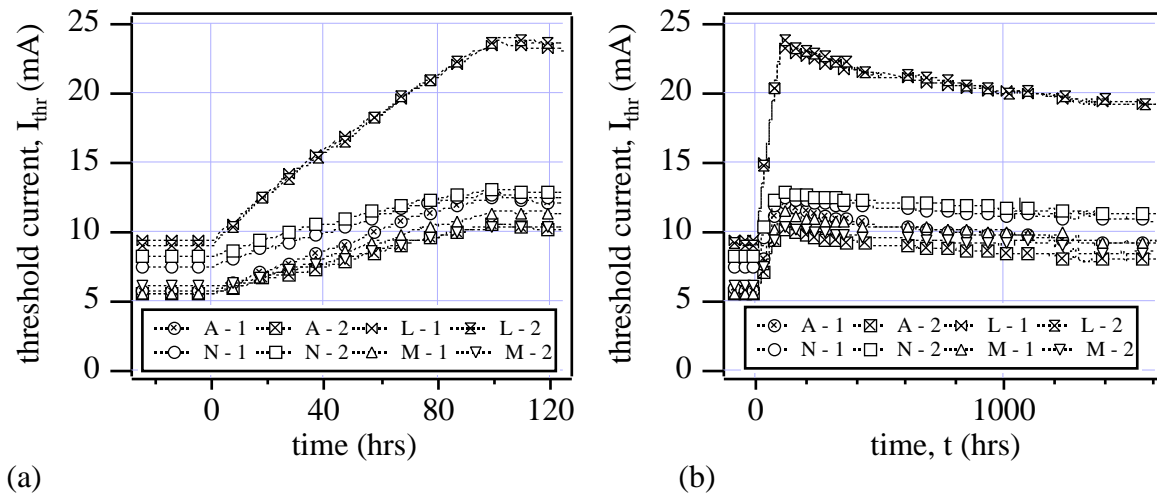 threshold current, I_thr (mA)
25
20
15
10
5
0
A - 1 A - 2 L - 1 L - 2
N - 1 N - 2 M - 1 M - 2
0 40 80 120
time (hrs)
(a)
threshold current, I_thr (mA)
25
20
15
10
5
0
A - 1 A - 2 L - 1 L - 2
N - 1 N - 2 M - 1 M - 2
0 1000
time, t (hrs)
(b)